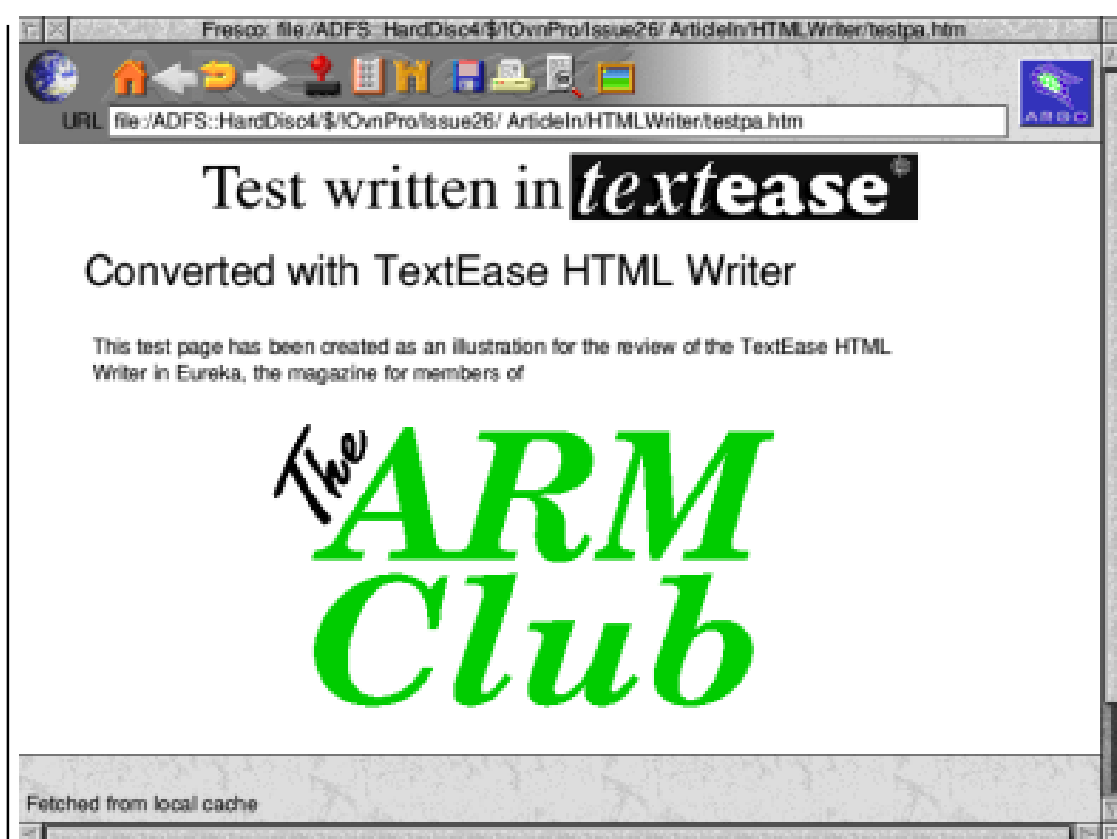 Fresco: file:/ADFS::HardDisc4/$/!OvnPro/Issue26/ ArticleIn/HTMLWriter/testpa.htm
ARGO
URL file:/ADFS::HardDisc4/$/!OvnPro/Issue26/ ArticleIn/HTMLWriter/testpa.htm
Test written in textease
Converted with TextEase HTML Writer
This test page has been created as an illustration for the review of the TextEase HTML
Writer in Eureka, the magazine for members of
The ARM
Club
Fetched from local cache